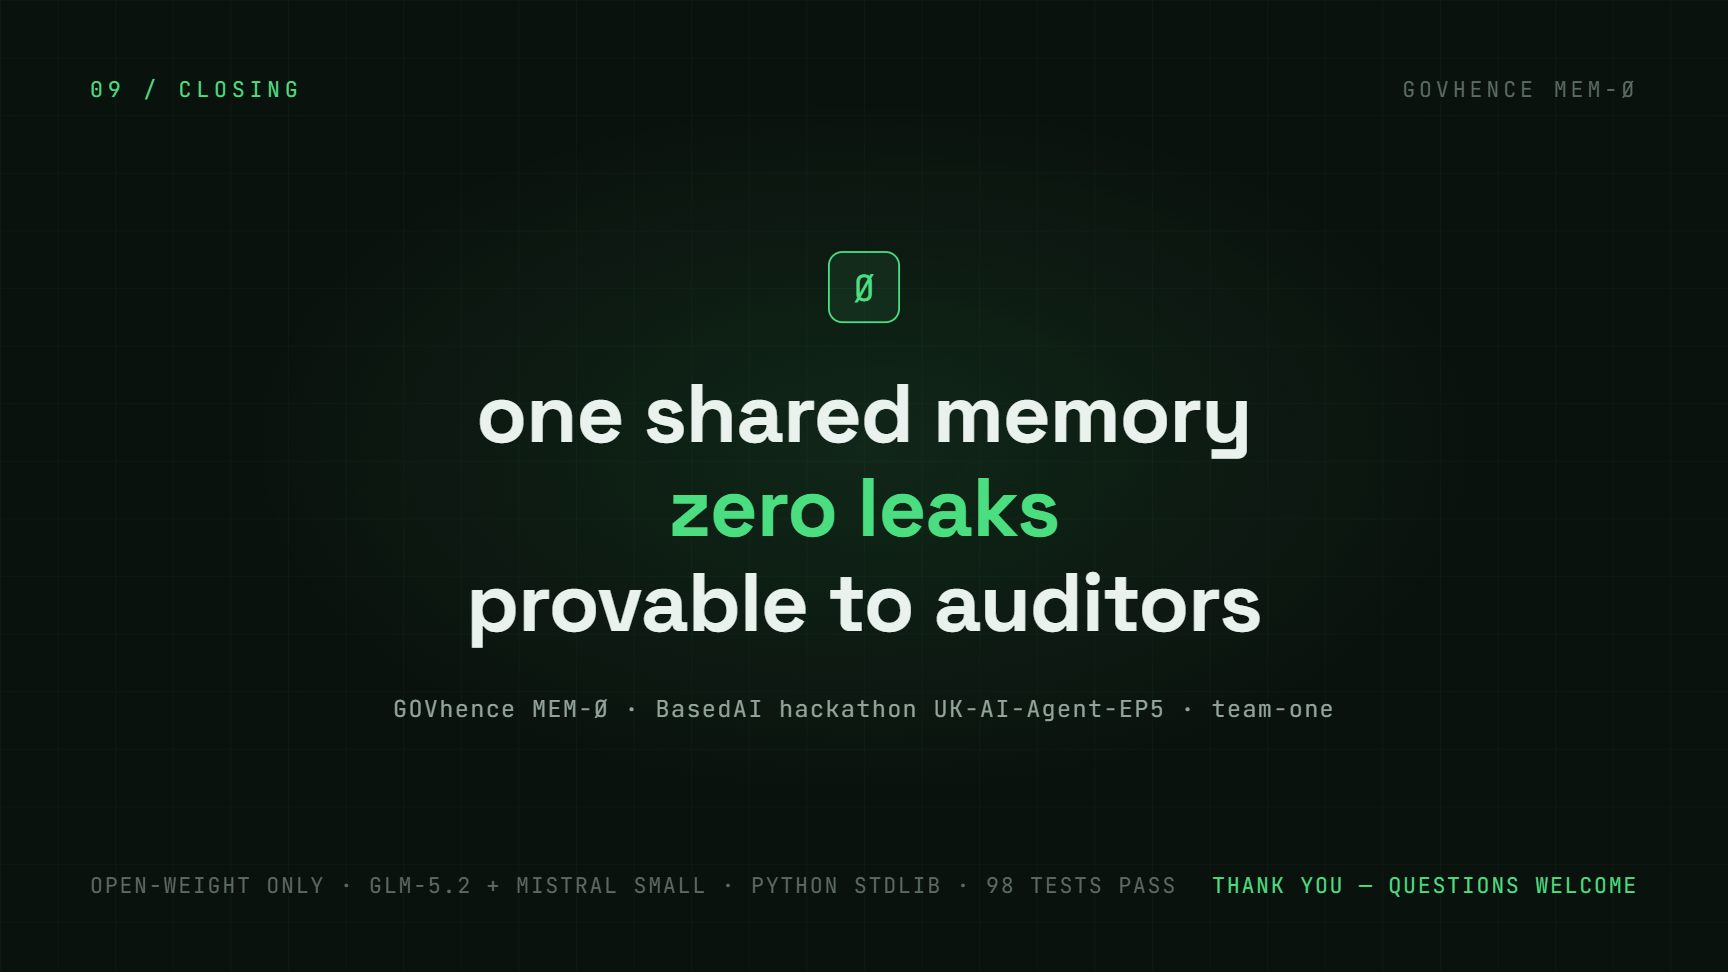 09 / CLOSING
GOVHENCE MEM-Ø
Ø
one shared memory
zero leaks
provable to auditors
GOVhence MEM-Ø · BasedAI hackathon UK-AI-Agent-EP5 · team-one
OPEN-WEIGHT ONLY · GLM-5.2 + MISTRAL SMALL · PYTHON STDLIB · 98 TESTS PASS
THANK YOU — QUESTIONS WELCOME